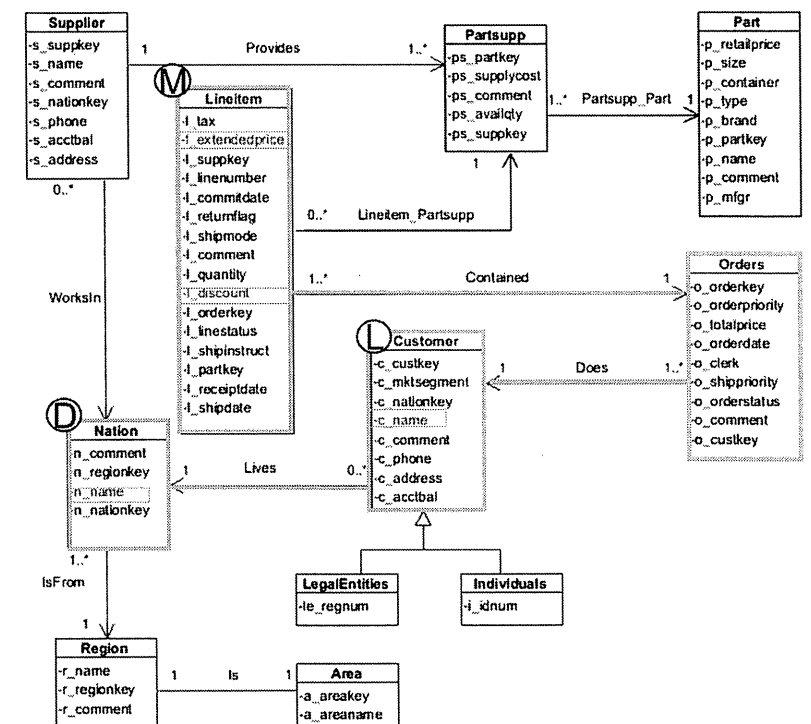 Supplier
-s_suppkey
-s_name
-s_comment
-s_nationkey
-s_phone
-s_acctbal
-s_address
1 Provides 1..*
Partsupp
-ps_partkey
-ps_supplycost
-ps_comment
-ps_availqty
-ps_suppkey
1..* Partsupp_Part 1
Part
-p_retailprice
-p_size
-p_container
-p_type
-p_brand
-p_partkey
-p_name
-p_comment
-p_mfgr
M
Lineitem
-l_tax
-l_extendedprice
-l_suppkey
-l_linenumber
-l_commitdate
-l_returnflag
-l_shipmode
-l_comment
-l_quantity
-l_discount
-l_orderkey
-l_linestatus
-l_shipinstruct
-l_partkey
-l_receiptdate
-l_shipdate
0..* Lineitem_Partsupp 1
1..* Contained 1
Orders
-o_orderkey
-o_orderpriority
-o_totalprice
-o_orderdate
-o_clerk
-o_shippriority
-o_orderstatus
-o_comment
-o_custkey
0..*
WorksIn
L
Customer
-c_custkey
-c_mktsegment
-c_nationkey
-c_name
-c_comment
-c_phone
-c_address
-c_acctbal
1 Does 1..*
D
Nation
n_comment
n_regionkey
n_name
n_nationkey
1 Lives 0..*
LegalEntities
-le_regnum
Individuals
-i_idnum
1..*
IsFrom
1
Region
-r_name
-r_regionkey
-r_comment
1 Is 1
Area
-a_areakey
-a_areaname